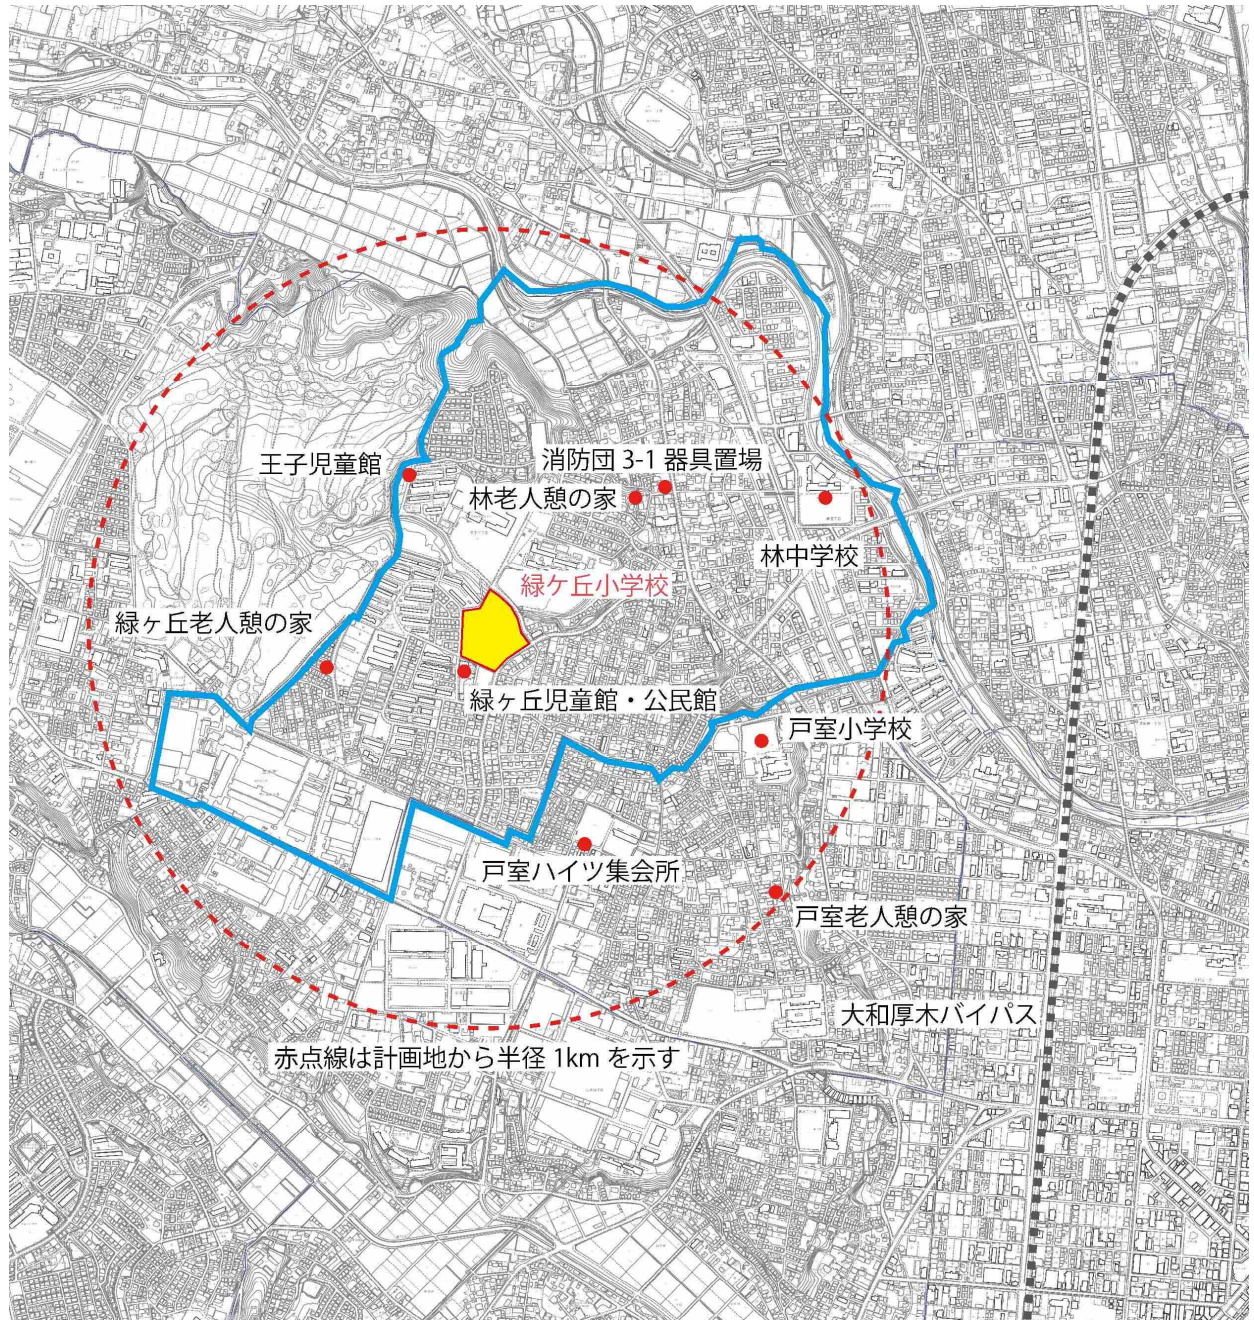 王子児童館
消防団 3-1 器具置場
林老人憩の家
林中学校
緑ケ丘小学校
緑ヶ丘老人憩の家
緑ヶ丘児童館・公民館
戸室小学校
戸室ハイツ集会所
戸室老人憩の家
大和厚木バイパス
赤点線は計画地から半径 1km を示す